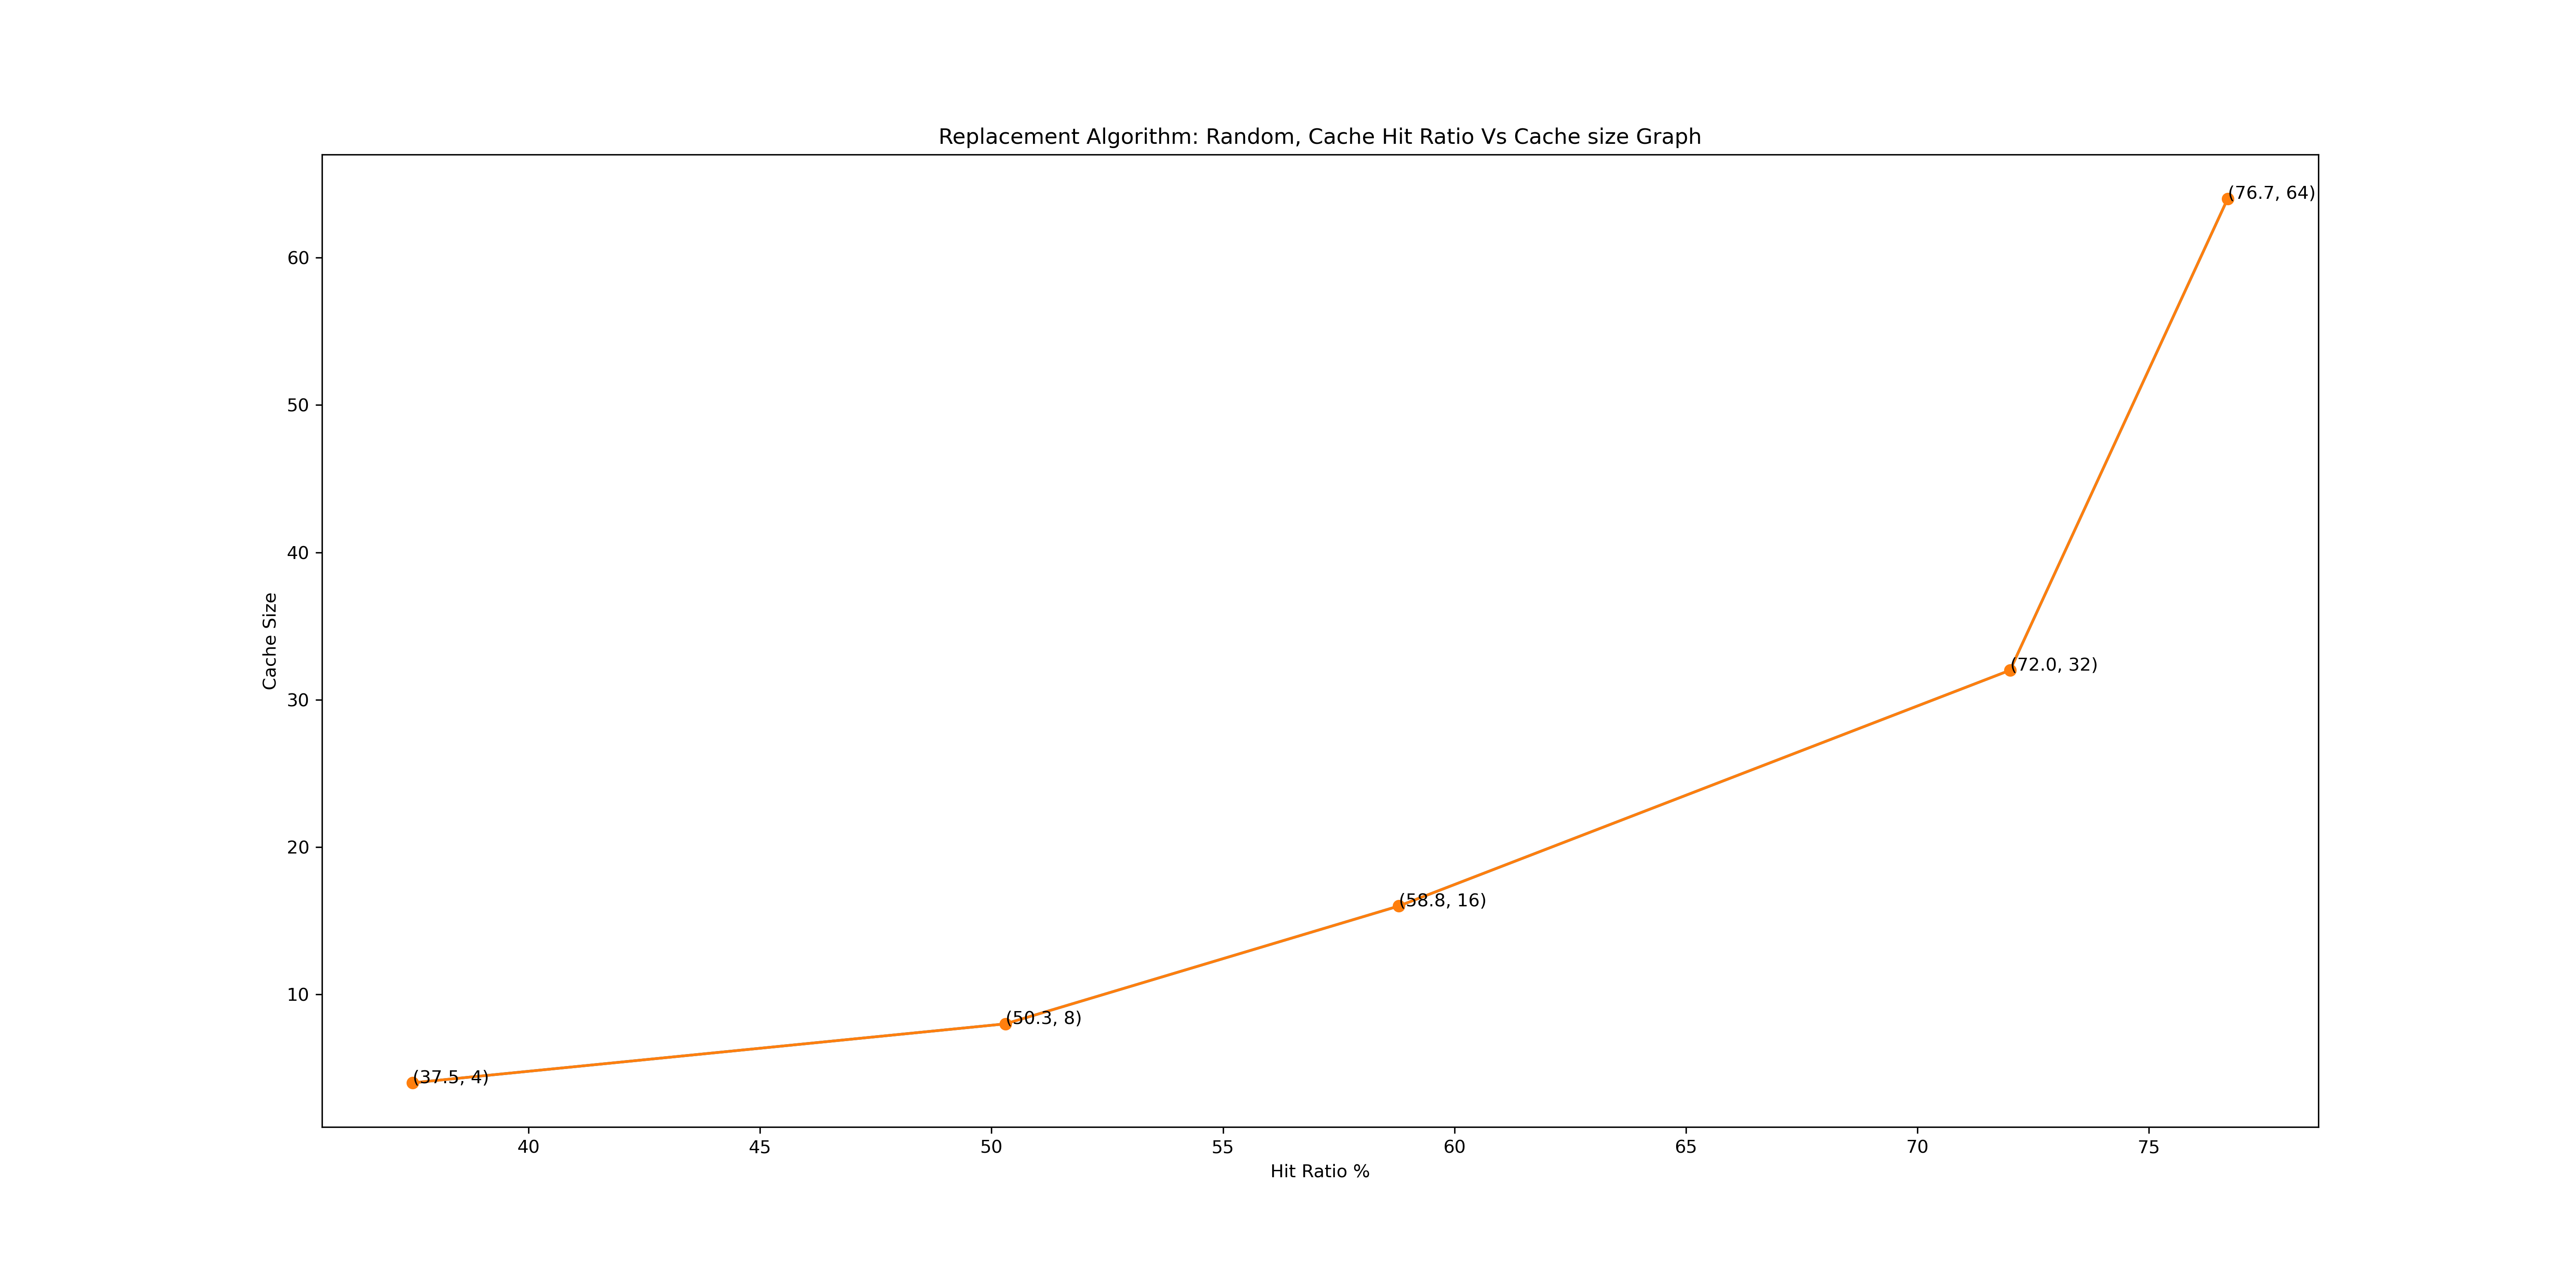 Replacement Algorithm: Random, Cache Hit Ratio Vs Cache size Graph
(76.7, 64)
60
50
40
Cache Size
(72.0, 32)
30
20
(58.8, 16)
10
(50.3, 8)
(37.5, 4)
40 45 50 55 60 65 70 75
Hit Ratio %